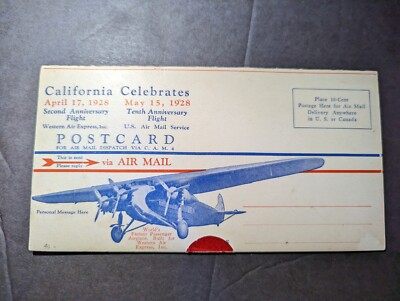 California Celebrates
April 17, 1928 May 15, 1928
Second Anniversary Tenth Anniversary
Flight Flight
Western Air Express, Inc. U. S. Air Mail Service
POSTCARD
FOR AIR MAIL DISPATCH VIA C. A. M. 4
Place 10-Cent
Postage Here for Air Mail
Delivery Anywhere
in U. S. or Canada
This is neat
Please reply
via AIR MAIL
Personal Message Here
World's
Fastest Passenger
Airplane. Built for
Western Air
Express, Inc.